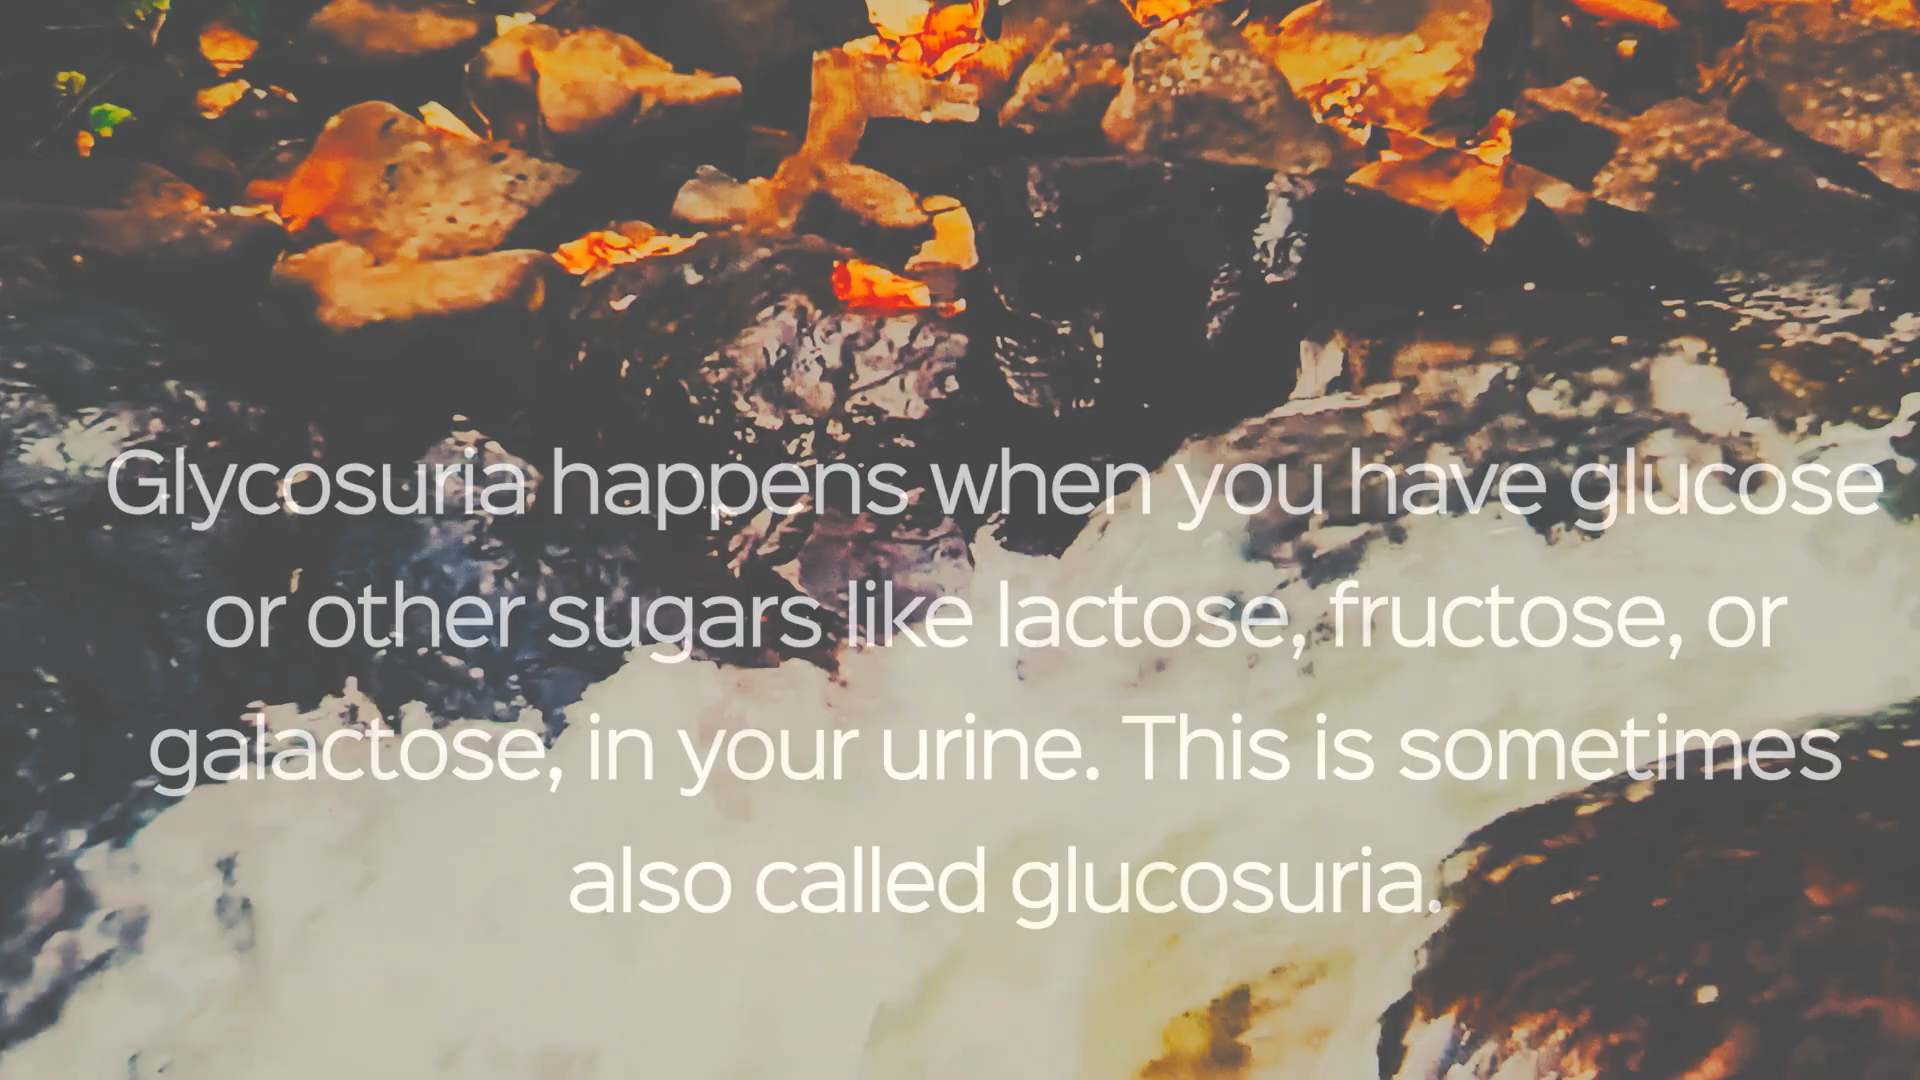 Glycosuria happens when you have glucose
or other sugars like lactose, fructose, or
galactose, in your urine. This is sometimes
also called glucosuria.